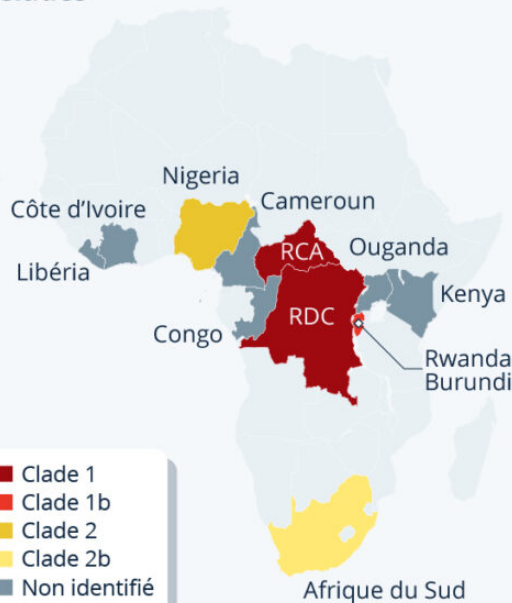 Nigeria
Cameroun
Côte d’Ivoire
RCA
Ouganda
Libéria
Kenya
RDC
Congo
Rwanda
Burundi
Clade 1
Clade 1b
Clade 2
Clade 2b
Non identifié
Afrique du Sud